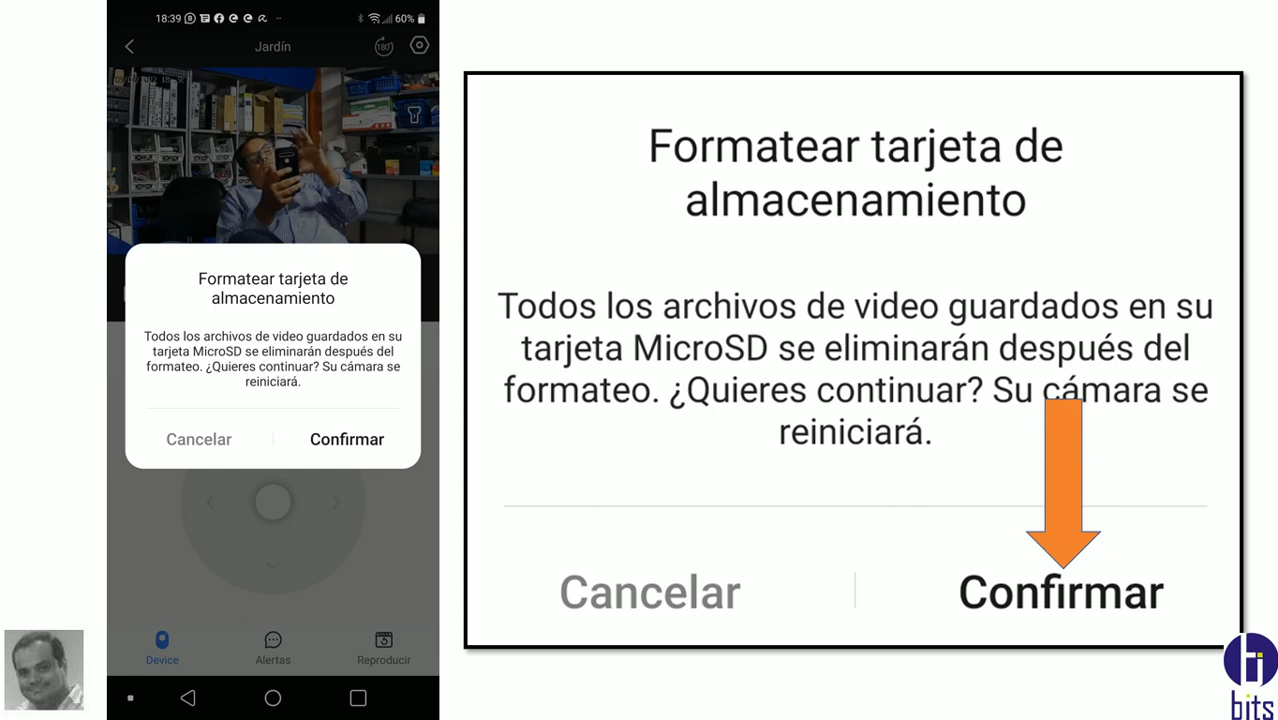 18:39
60%
Jardín
180°
Formatear tarjeta de
almacenamiento
Todos los archivos de video guardados en su
tarjeta MicroSD se eliminarán después del
formateo. ¿Quieres continuar? Su cámara se
reiniciará.
Cancelar
Confirmar
Device
Alertas
Reproducir
Formatear tarjeta de
almacenamiento
Todos los archivos de video guardados en su
tarjeta MicroSD se eliminarán después del
formateo. ¿Quieres continuar? Su cámara se
reiniciará.
Cancelar
Confirmar
bits